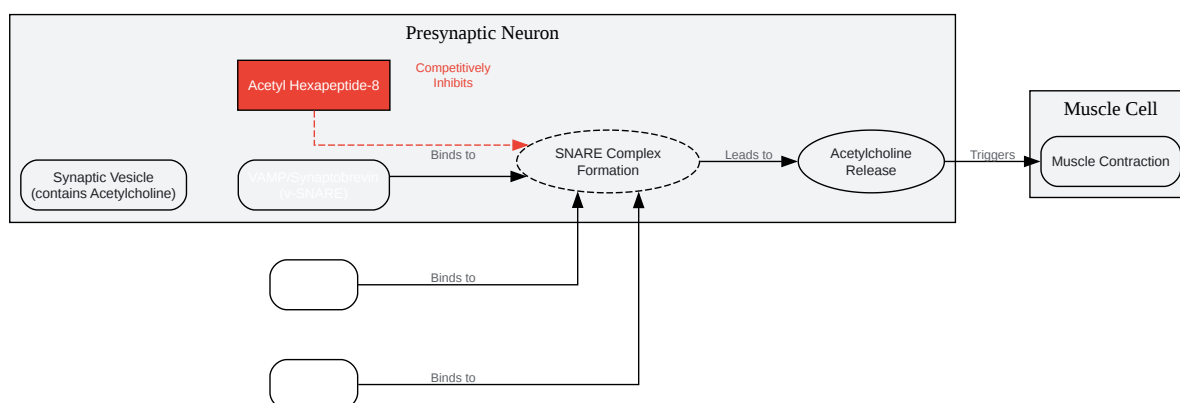 Presynaptic Neuron
Acetyl Hexapeptide-8
Competitively
Inhibits
Synaptic Vesicle
(contains Acetylcholine)
VAMP/Synaptobrevin
(v-SNARE)
Binds to
SNARE Complex
Formation
Leads to
Acetylcholine
Release
Triggers
Muscle Cell
Muscle Contraction
Binds to
Binds to